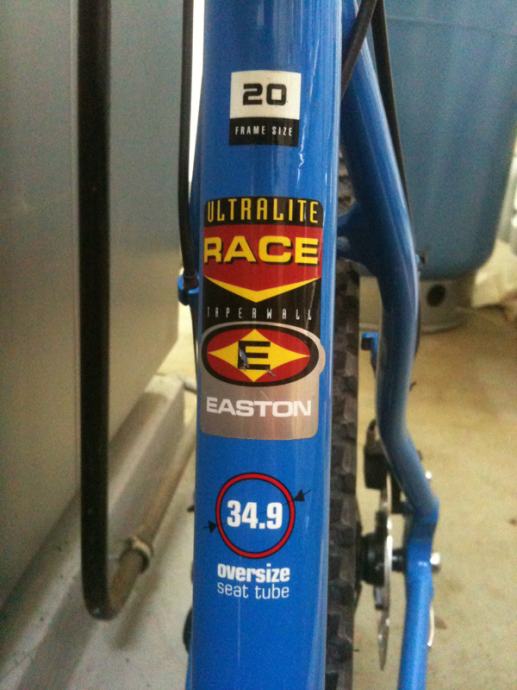 20
FRAME SIZE
ULTRALITE
RACE
TAPERWALL
E
EASTON
34.9
oversize
seat tube